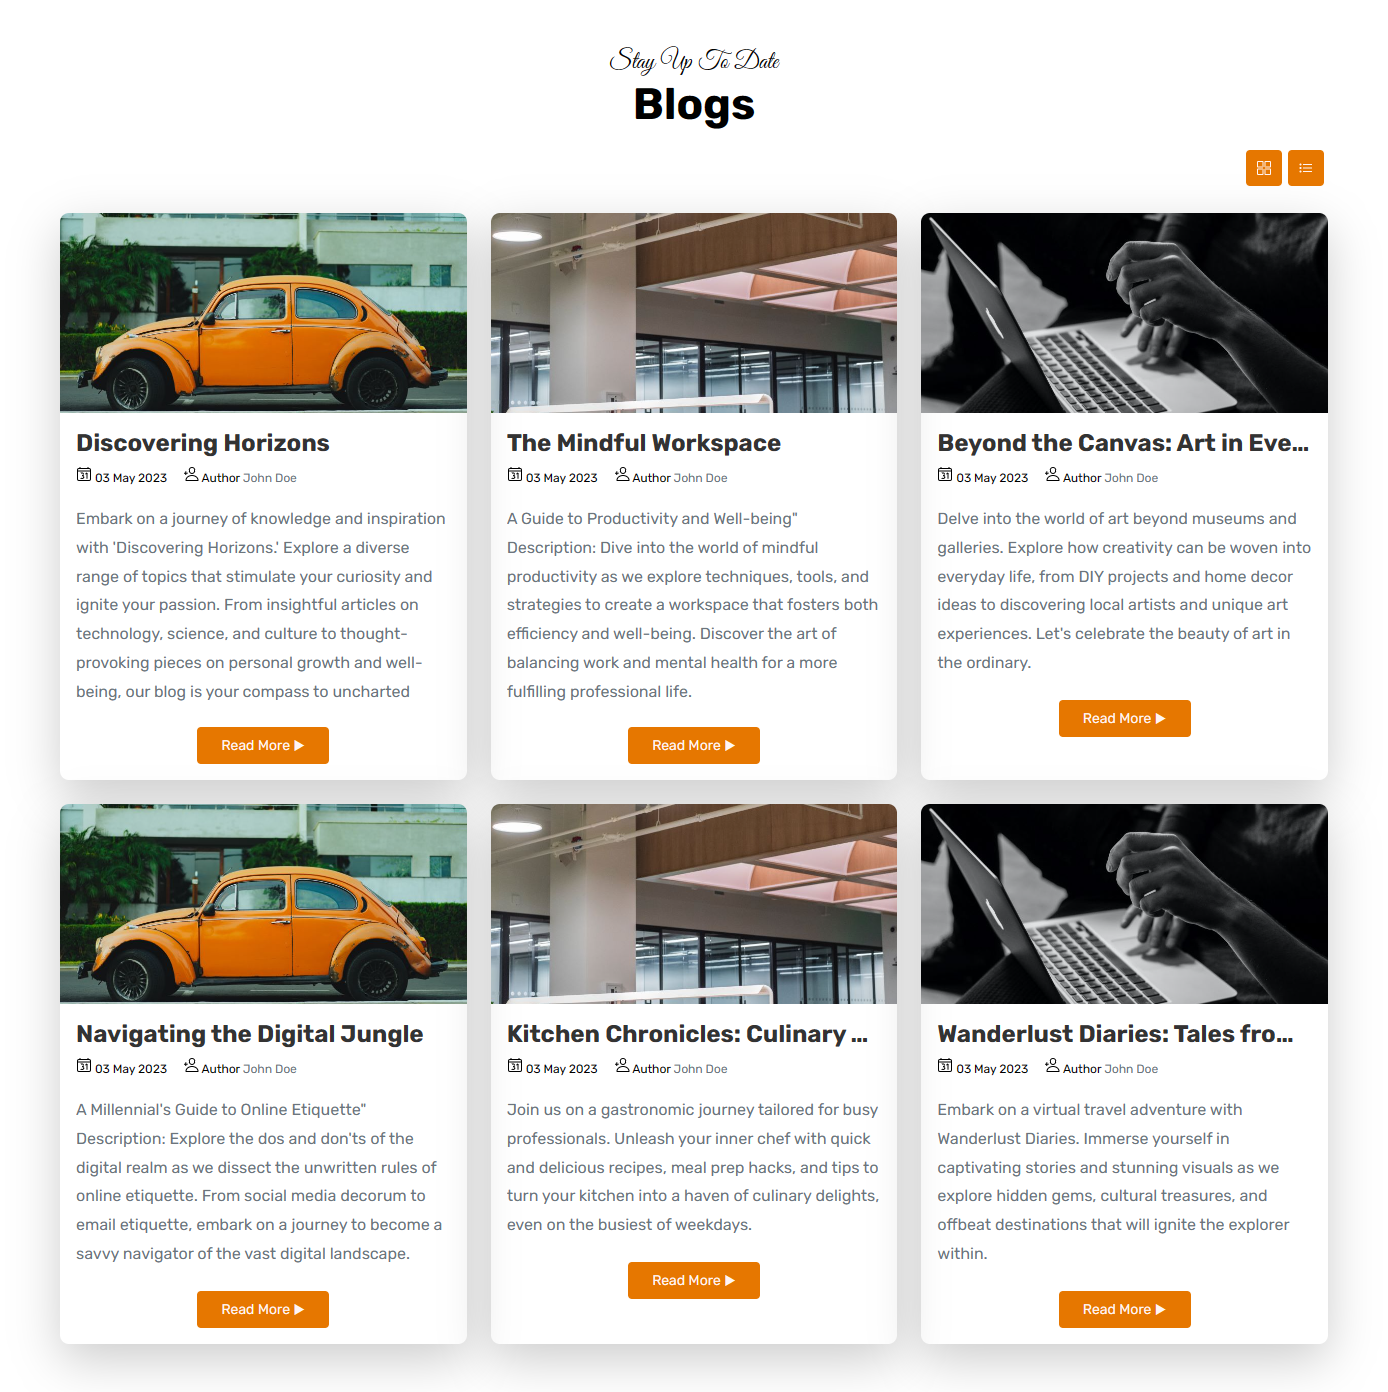 Stay Up To Date
Blogs
Discovering Horizons
31 03 May 2023 Author John Doe
Embark on a journey of knowledge and inspiration
with 'Discovering Horizons.' Explore a diverse
range of topics that stimulate your curiosity and
ignite your passion. From insightful articles on
technology, science, and culture to thought-
provoking pieces on personal growth and well-
being, our blog is your compass to uncharted
Read More
The Mindful Workspace
31 03 May 2023 Author John Doe
A Guide to Productivity and Well-being"
Description: Dive into the world of mindful
productivity as we explore techniques, tools, and
strategies to create a workspace that fosters both
efficiency and well-being. Discover the art of
balancing work and mental health for a more
fulfilling professional life.
Read More
Beyond the Canvas: Art in Eve...
31 03 May 2023 Author John Doe
Delve into the world of art beyond museums and
galleries. Explore how creativity can be woven into
everyday life, from DIY projects and home decor
ideas to discovering local artists and unique art
experiences. Let's celebrate the beauty of art in
the ordinary.
Read More
Navigating the Digital Jungle
31 03 May 2023 Author John Doe
A Millennial's Guide to Online Etiquette"
Description: Explore the dos and don'ts of the
digital realm as we dissect the unwritten rules of
online etiquette. From social media decorum to
email etiquette, embark on a journey to become a
savvy navigator of the vast digital landscape.
Read More
Kitchen Chronicles: Culinary ...
31 03 May 2023 Author John Doe
Join us on a gastronomic journey tailored for busy
professionals. Unleash your inner chef with quick
and delicious recipes, meal prep hacks, and tips to
turn your kitchen into a haven of culinary delights,
even on the busiest of weekdays.
Read More
Wanderlust Diaries: Tales fro...
31 03 May 2023 Author John Doe
Embark on a virtual travel adventure with
Wanderlust Diaries. Immerse yourself in
captivating stories and stunning visuals as we
explore hidden gems, cultural treasures, and
offbeat destinations that will ignite the explorer
within.
Read More